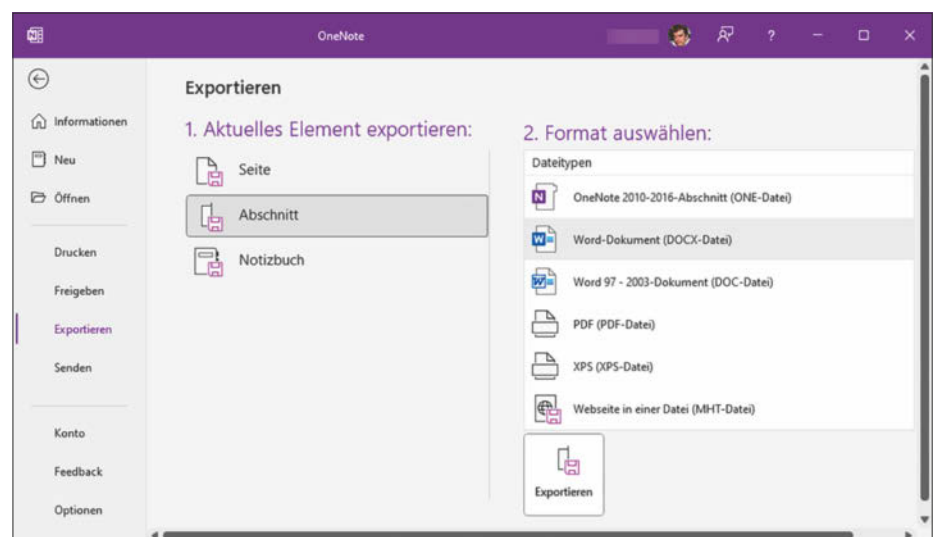 OneNote
?
Exportieren
Informationen
Neu
Öffnen
Drucken
Freigeben
Exportieren
Senden
Konto
Feedback
Optionen
1. Aktuelles Element exportieren:
Seite
Abschnitt
Notizbuch
2. Format auswählen:
Dateitypen
OneNote 2010-2016-Abschnitt (ONE-Datei)
Word-Dokument (DOCX-Datei)
Word 97 - 2003-Dokument (DOC-Datei)
PDF (PDF-Datei)
XPS (XPS-Datei)
Webseite in einer Datei (MHT-Datei)
Exportieren